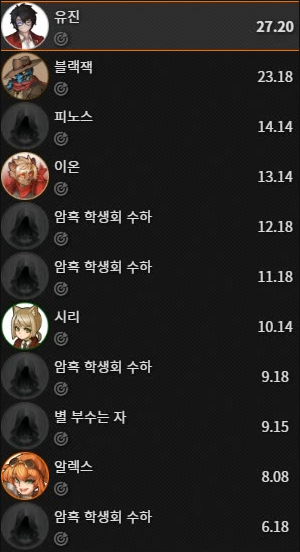 유진 27.20
블랙잭 23.18
피노스 14.14
이온 13.14
암흑 학생회 수하 12.18
암흑 학생회 수하 11.18
시리 10.14
암흑 학생회 수하 9.18
별 부수는 자 9.15
알렉스 8.08
암흑 학생회 수하 6.18